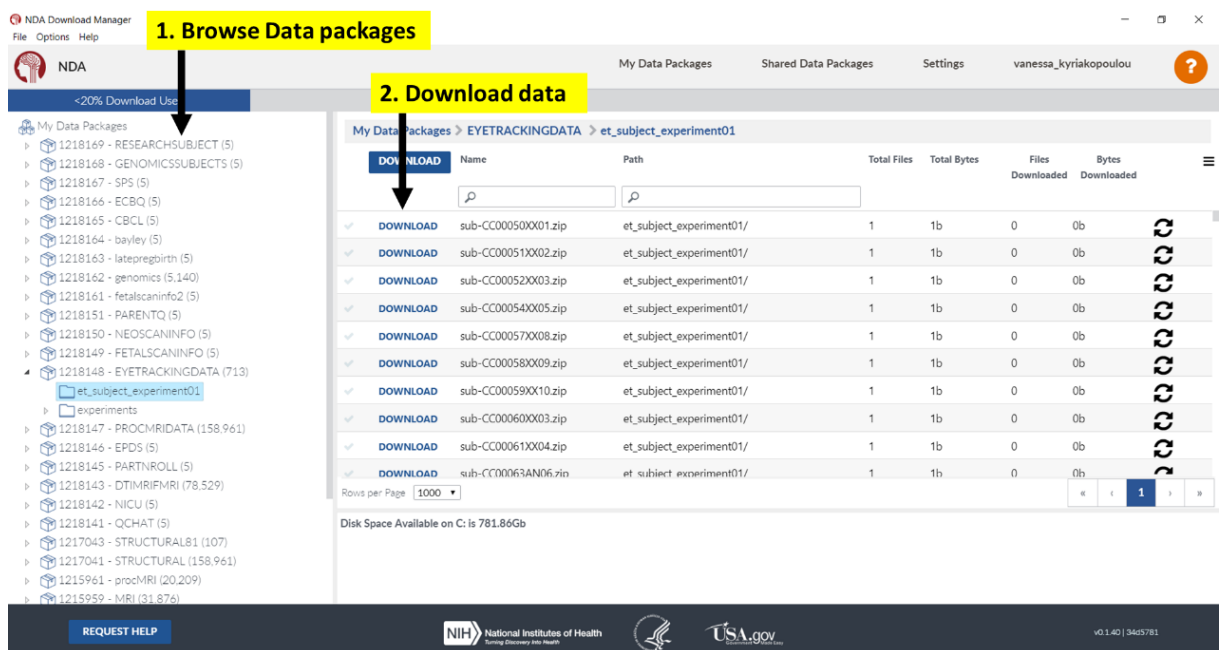 NDA Download Manager
File Options Help
1. Browse Data packages
NDA
My Data Packages Shared Data Packages Settings vanessa_kyriakopoulou ?
<20% Download Use
2. Download data
My Data Packages
1218169 - RESEARCHSUBJECT (5)
1218168 - GENOMICSSUBJECTS (5)
1218167 - SPS (5)
1218166 - ECBQ (5)
1218165 - CBCL (5)
1218164 - bayley (5)
1218163 - latepregbirth (5)
1218162 - genomics (5,140)
1218161 - fetalscaninfo2 (5)
1218151 - PARENTQ (5)
1218150 - NEOSCANINFO (5)
1218149 - FETALSCANINFO (5)
1218148 - EYETRACKINGDATA (713)
et_subject_experiment01
experiments
1218147 - PROCMRIDATA (158,961)
1218146 - EPDS (5)
1218145 - PARTNROLL (5)
1218143 - DTIMRIFMRI (78,529)
1218142 - NICU (5)
1218141 - QCHAT (5)
1217043 - STRUCTURAL81 (107)
1217041 - STRUCTURAL (158,961)
1215961 - procMRI (20,209)
1215959 - MRI (31,876)
My Data Packages > EYETRACKINGDATA > et_subject_experiment01
DOWNLOAD Name Path Total Files Total Bytes Files Downloaded Bytes Downloaded
DOWNLOAD sub-CC00050XX01.zip et_subject_experiment01/ 1 1b 0 0b
DOWNLOAD sub-CC00051XX02.zip et_subject_experiment01/ 1 1b 0 0b
DOWNLOAD sub-CC00052XX03.zip et_subject_experiment01/ 1 1b 0 0b
DOWNLOAD sub-CC00054XX05.zip et_subject_experiment01/ 1 1b 0 0b
DOWNLOAD sub-CC00057XX08.zip et_subject_experiment01/ 1 1b 0 0b
DOWNLOAD sub-CC00058XX09.zip et_subject_experiment01/ 1 1b 0 0b
DOWNLOAD sub-CC00059XX10.zip et_subject_experiment01/ 1 1b 0 0b
DOWNLOAD sub-CC00060XX03.zip et_subject_experiment01/ 1 1b 0 0b
DOWNLOAD sub-CC00061XX04.zip et_subject_experiment01/ 1 1b 0 0b
DOWNLOAD sub-CC00063AN06.zip et_subject_experiment01/ 1 1b 0 0b
Rows per Page 1000 « ‹ 1 › »
Disk Space Available on C: is 781.86Gb
REQUEST HELP
NIH National Institutes of Health
Turning Discovery Into Health
USA.gov
v0.1.40 | 34d5781